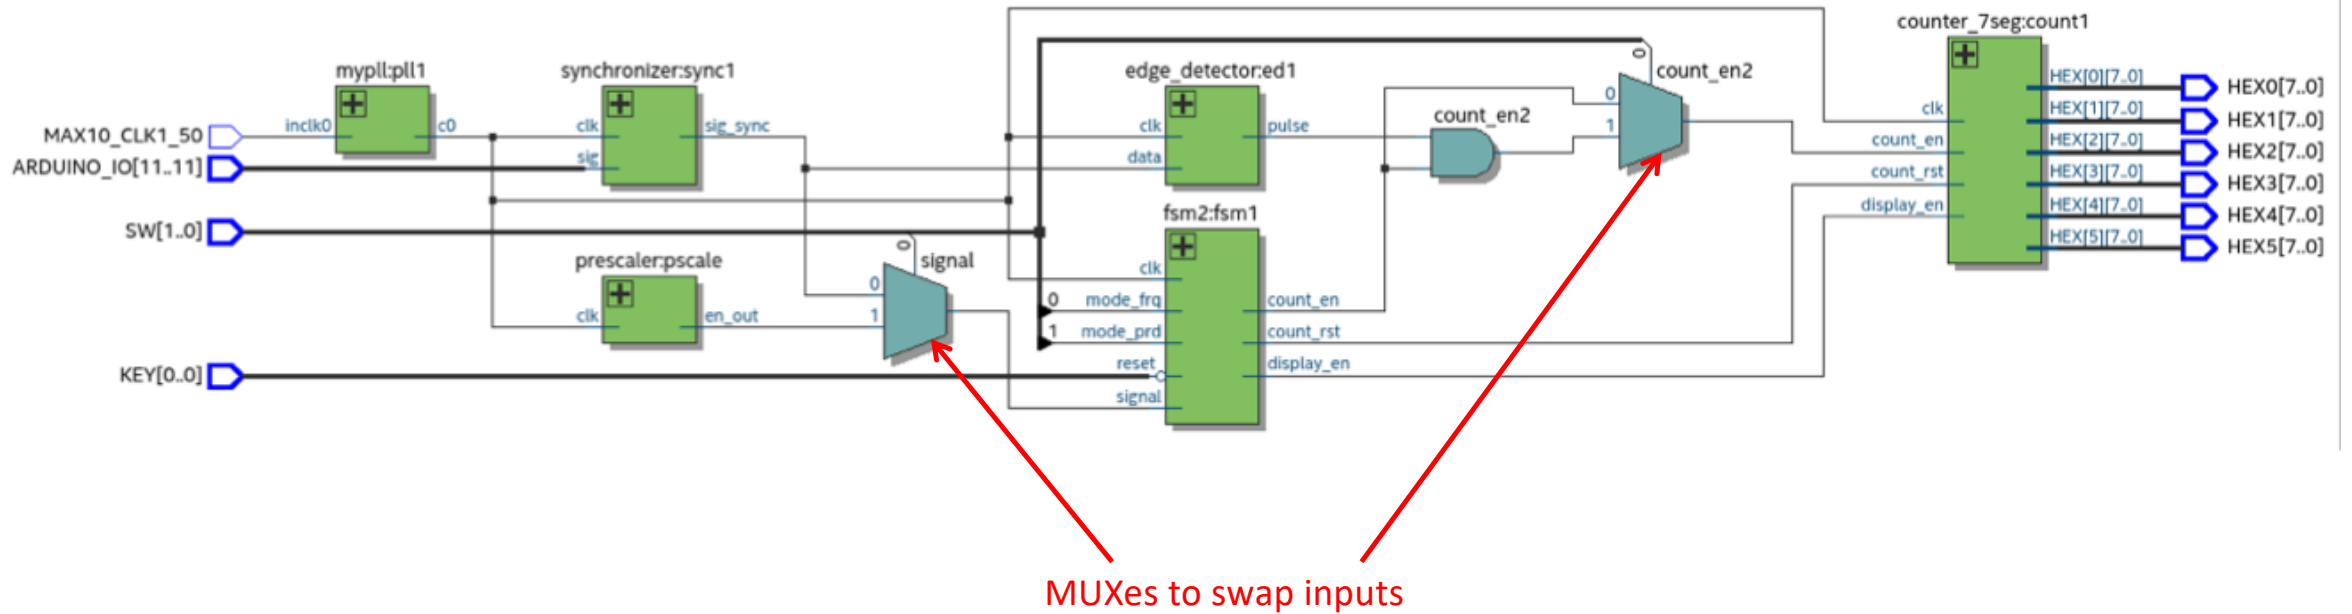 counter_7seg:count1
mypll:pll1
synchronizer:sync1
edge_detector:ed1
0
count_en2
HEX[0][7..0]
HEX0[7..0]
0
count_en2
clk
HEX[1][7..0]
HEX1[7..0]
MAX10_CLK1_50
inclk0
c0
clk
sig_sync
clk
pulse
1
count_en
HEX[2][7..0]
HEX2[7..0]
ARDUINO_IO[11..11]
sig
data
count_rst
HEX[3][7..0]
HEX3[7..0]
fsm2:fsm1
display_en
HEX[4][7..0]
HEX4[7..0]
SW[1..0]
0
HEX[5][7..0]
HEX5[7..0]
prescaler:pscale
signal
clk
0
0
mode_frq
count_en
clk
en_out
1
1
mode_prd
count_rst
KEY[0..0]
reset
display_en
signal
MUXes to swap inputs